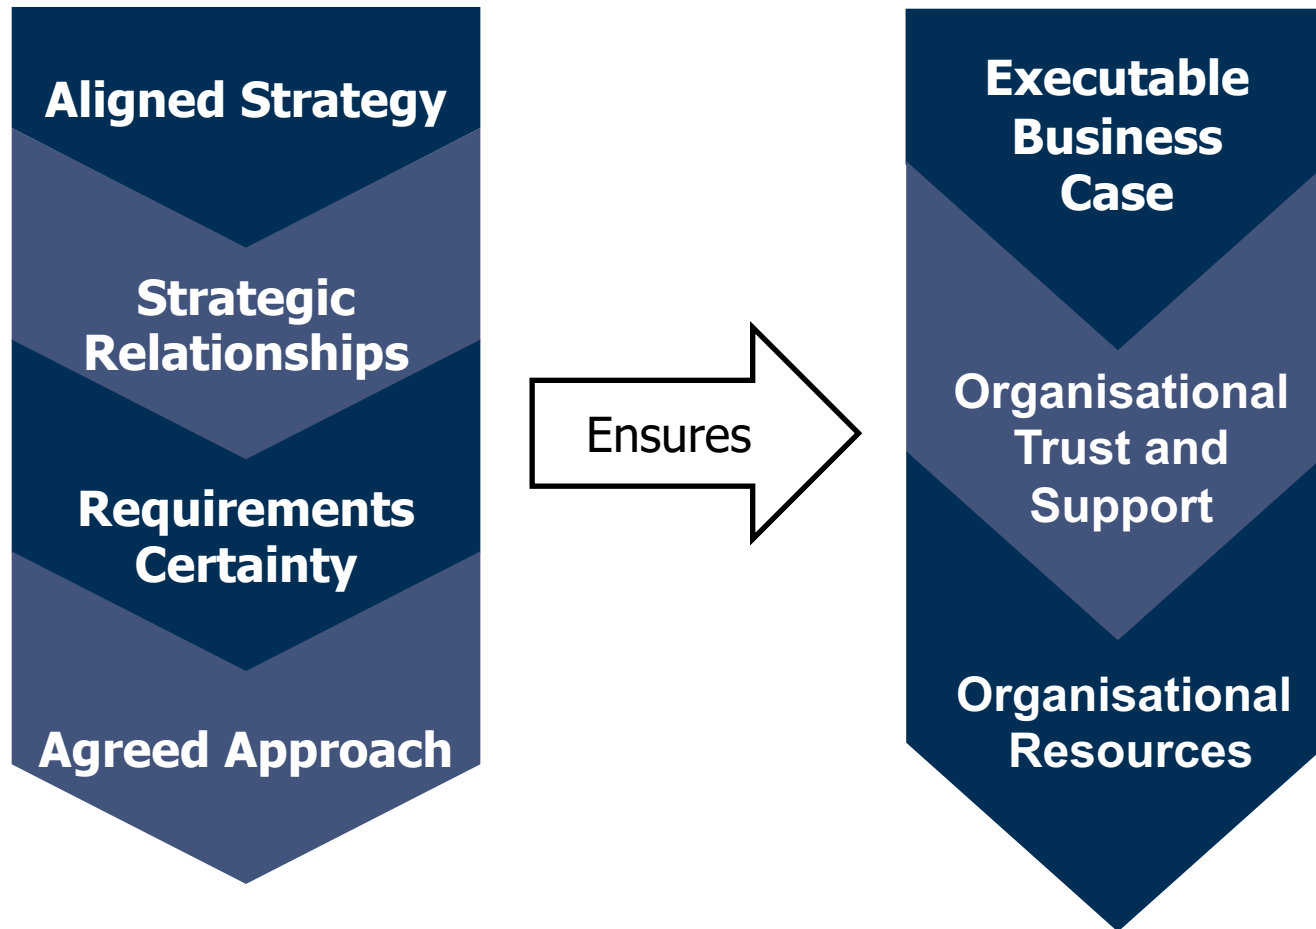 Aligned Strategy
Strategic
Relationships
Requirements
Certainty
Agreed Approach
Ensures
Executable
Business
Case
Organisational
Trust and
Support
Organisational
Resources